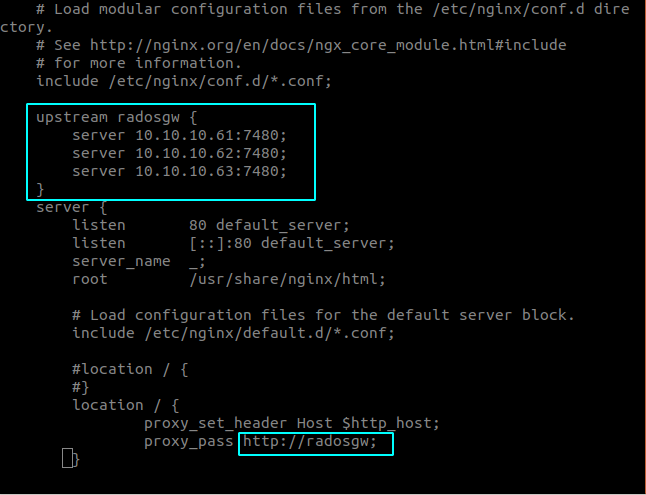 # Load modular configuration files from the /etc/nginx/conf.d dire
ctory.
# See http://nginx.org/en/docs/ngx_core_module.html#include
# for more information.
include /etc/nginx/conf.d/*.conf;
upstream radosgw {
server 10.10.10.61:7480;
server 10.10.10.62:7480;
server 10.10.10.63:7480;
}
server {
listen       80 default_server;
listen       [::]:80 default_server;
server_name  _;
root         /usr/share/nginx/html;
# Load configuration files for the default server block.
include /etc/nginx/default.d/*.conf;
#location / {
#}
location / {
proxy_set_header Host $http_host;
proxy_pass http://radosgw;
}